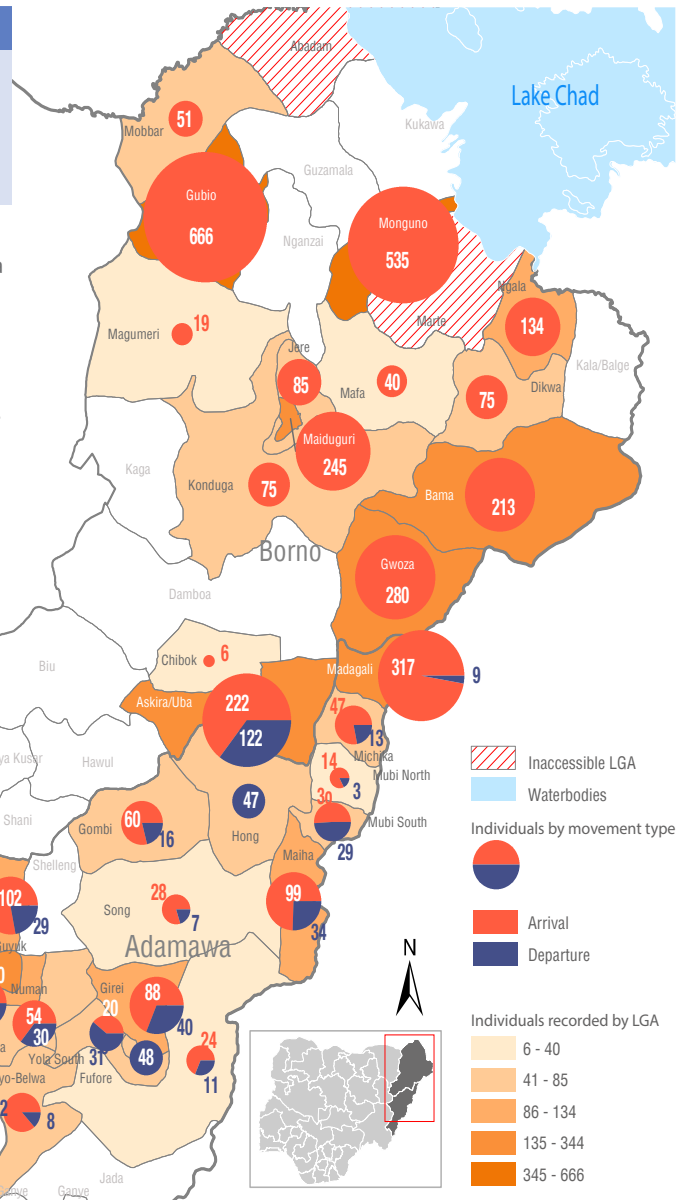 Abadam
Lake Chad
51
Mobbar
Kukawa
Guzamala
Gubio
666
Monguno
535
Nganzai
Ngala
134
Marte
19
Magumeri
Jere
85
40
Mafa
75
Dikwa
Kala/Balge
Maiduguri
245
Kaga
Konduga
75
Bama
213
Borno
Gwoza
280
Damboa
Chibok
6
Biu
Madagali
317
9
Askira/Uba
222
122
47
13
Michika
Hawul
14
3
Mubi North
Inaccessible LGA
Waterbodies
47
Hong
30
Mubi South
29
Shani
Gombi
60
16
Individuals by movement type
Shelleng
Maiha
99
34
102
29
Song
28
7
Arrival
Departure
Adamawa
N
Numan
54
30
Girei
88
40
20
31
Yola South
48
24
11
Fufore
yo-Belwa
8
Individuals recorded by LGA
6 - 40
41 - 85
86 - 134
135 - 344
345 - 666
Jada
Ganye